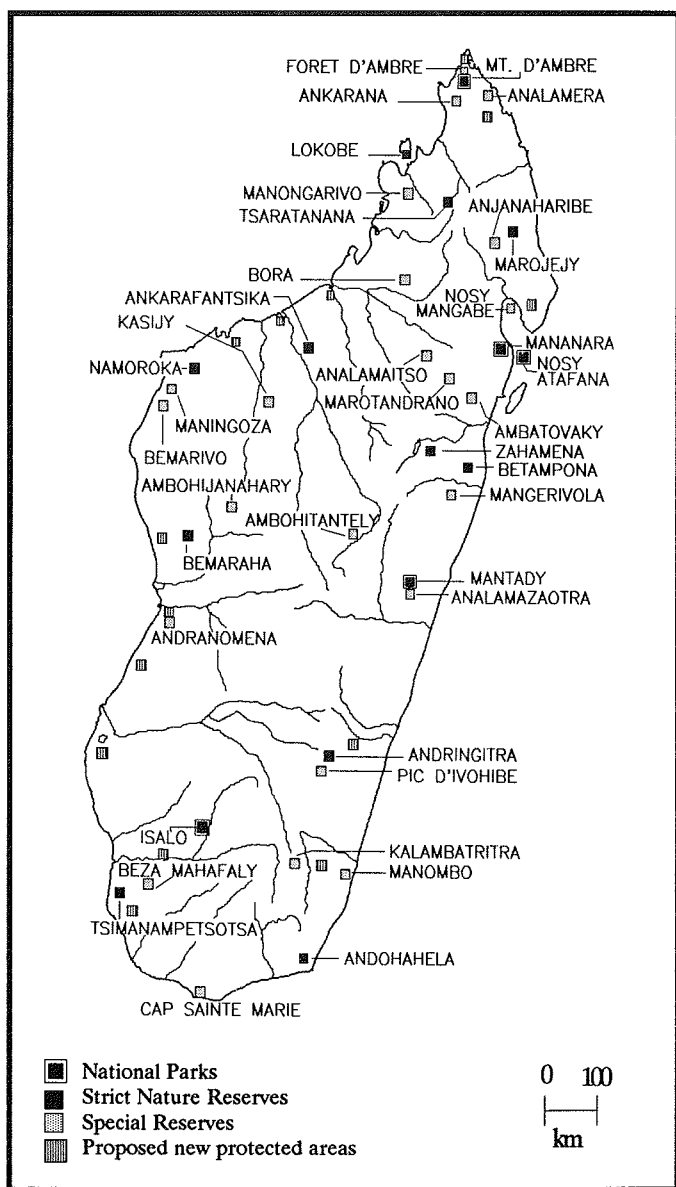 FORET D'AMBRE
MT. D'AMBRE
ANKARANA
ANALAMERA
LOKOBE
MANONGARIVO
TSARATANANA
ANJANAHARIBE
MAROJEJY
BORA
ANKARAFANTSIKA
NOSY
MANGABE
KASIJY
MANANARA
NAMOROKA
ANALAMAITSO
NOSY
ATAFANA
MAROTANDRANO
MANINGOZA
AMBATOVAKY
BEMARIVO
ZAHAMENA
BETAMPONA
AMBOHIJANAHARY
MANGERIVOLA
AMBOHITANTELY
BEMARAHA
MANTADY
ANALAMAZAOTRA
ANDRANOMENA
ANDRINGITRA
PIC D'IVOHIBE
ISALO
KALAMBATRITRA
BEZA MAHAFALY
MANOMBO
TSIMANAMPETSOTSA
ANDOHAHELA
CAP SAINTE MARIE
National Parks
Strict Nature Reserves
Special Reserves
Proposed new protected areas
0 100
km